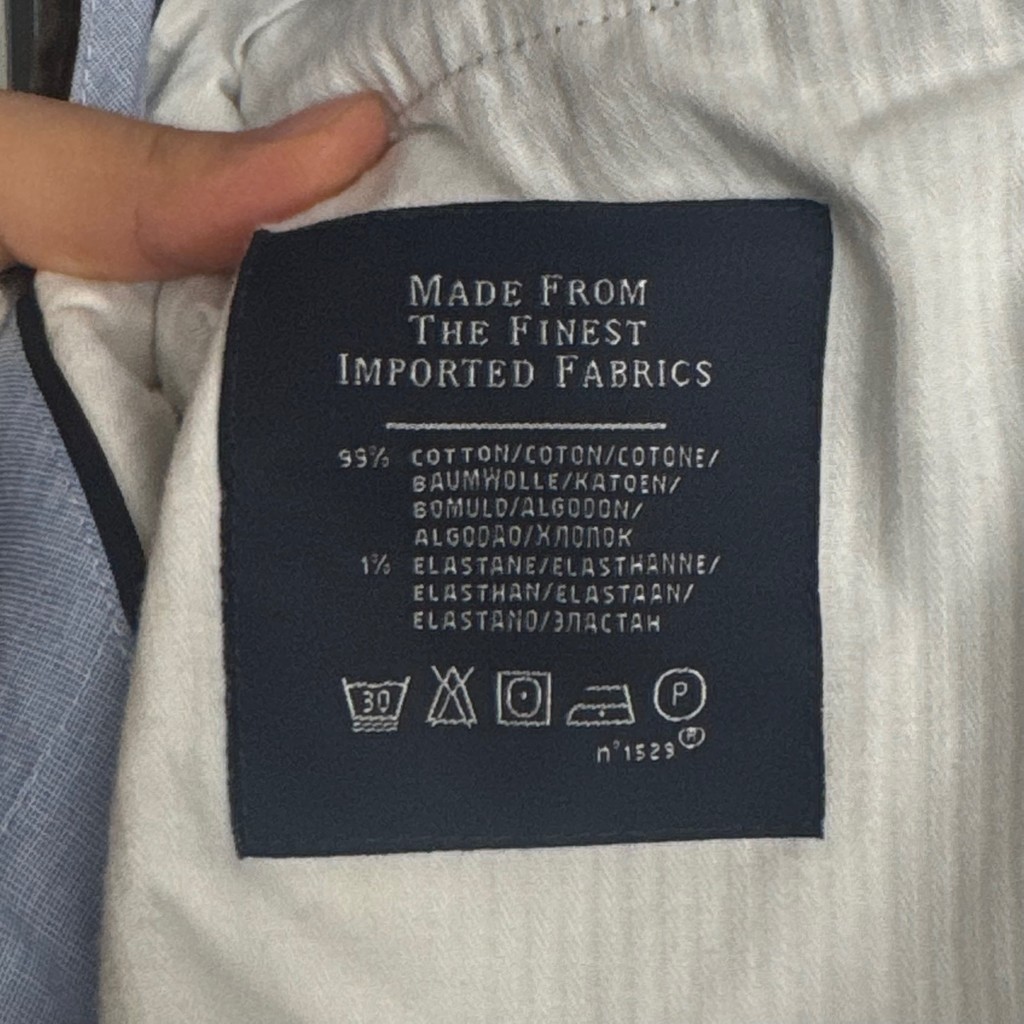 MADE FROM
THE FINEST
IMPORTED FABRICS
99% COTTON/COTON/COTONE/
BAUMWOLLE/KATOEN/
BOMULD/ALGODON/
ALGODAO/ХЛОПОК
1% ELASTANE/ELASTHANNE/
ELASTHAN/ELASTAAN/
ELASTANO/ЭЛАСТАН
30 P
n°1529